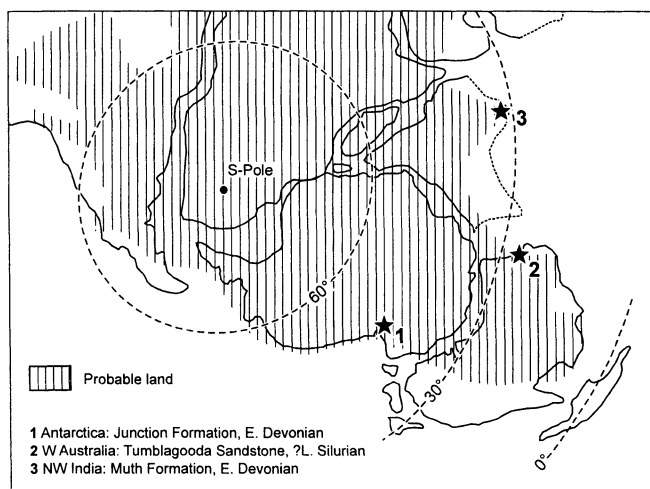 3
S-Pole
2
60°
1
30°
0°
Probable land
1 Antarctica: Junction Formation, E. Devonian
2 W Australia: Tumblagooda Sandstone, ?L. Silurian
3 NW India: Muth Formation, E. Devonian